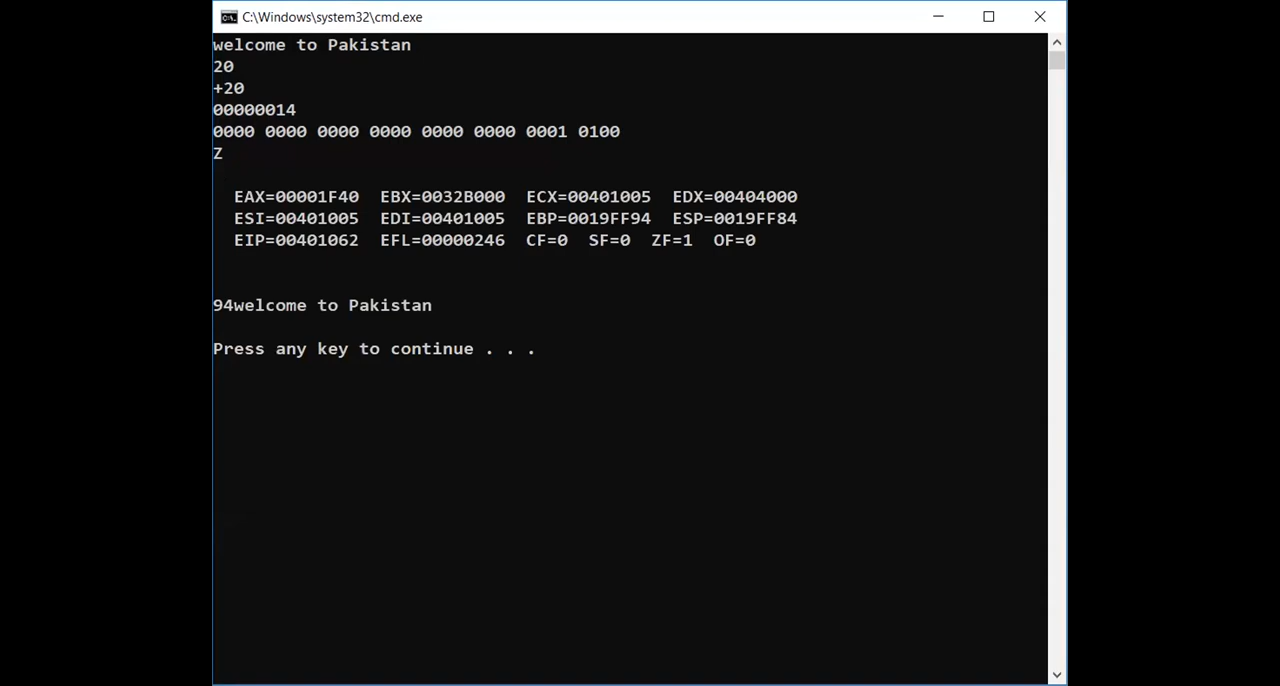 C:\Windows\system32\cmd.exe
welcome to Pakistan
20
+20
00000014
0000 0000 0000 0000 0000 0000 0001 0100
Z
EAX=00001F40  EBX=0032B000  ECX=00401005  EDX=00404000
ESI=00401005  EDI=00401005  EBP=0019FF94  ESP=0019FF84
EIP=00401062  EFL=00000246  CF=0  SF=0  ZF=1  OF=0
94welcome to Pakistan
Press any key to continue . . .